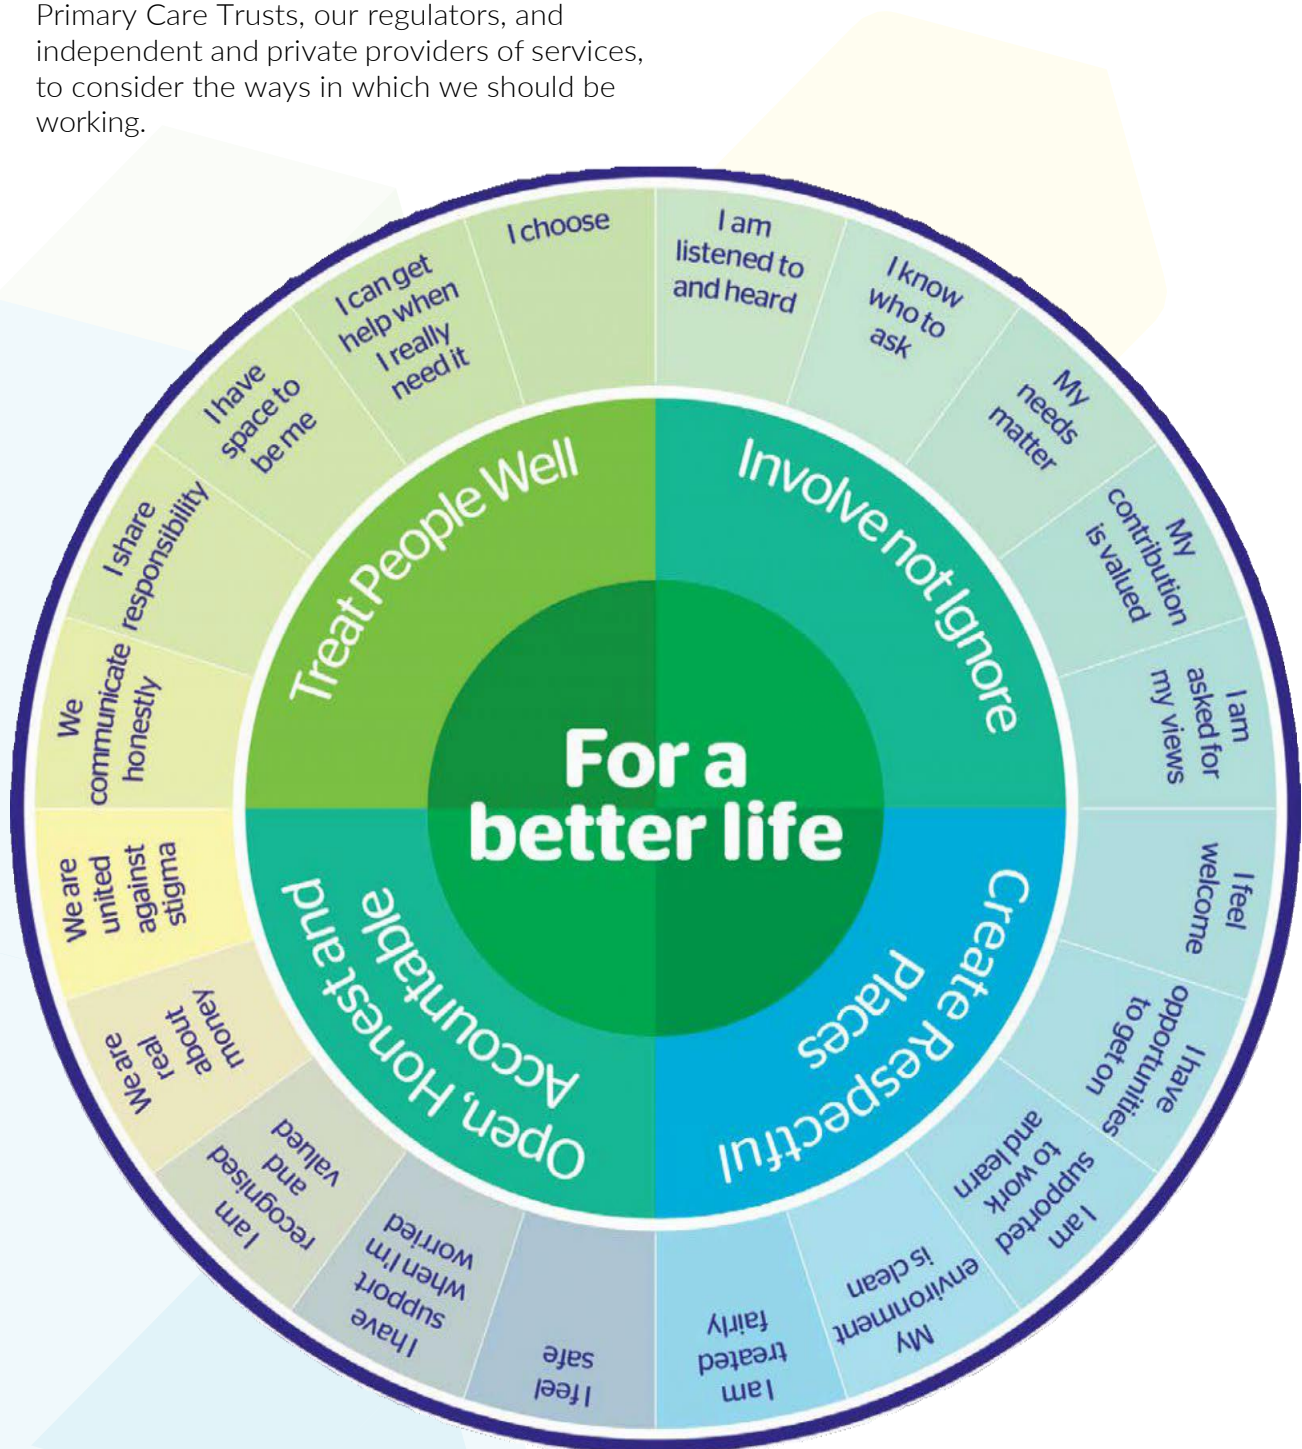 Primary Care Trusts, our regulators, and
independent and private providers of services,
to consider the ways in which we should be
working.
For a
better life
Treat People Well
Involve not Ignore
Create Respectful
Places
Open, Honest and
Accountable
I am
listened to
and heard
I know
who to
ask
My
needs
matter
My
contribution
is valued
I am
asked for
my views
I feel
welcome
I have
opportunities
to get on
I am
supported
to work
and learn
My
environment
is clean
I am
treated
fairly
I feel
safe
I have
support
when I'm
worried
I am
recognised
and
valued
We are
real
about
money
We are
united
against
stigma
We
communicate
honestly
I share
responsibility
I have
space to
be me
I can get
help when
I really
need it
I choose